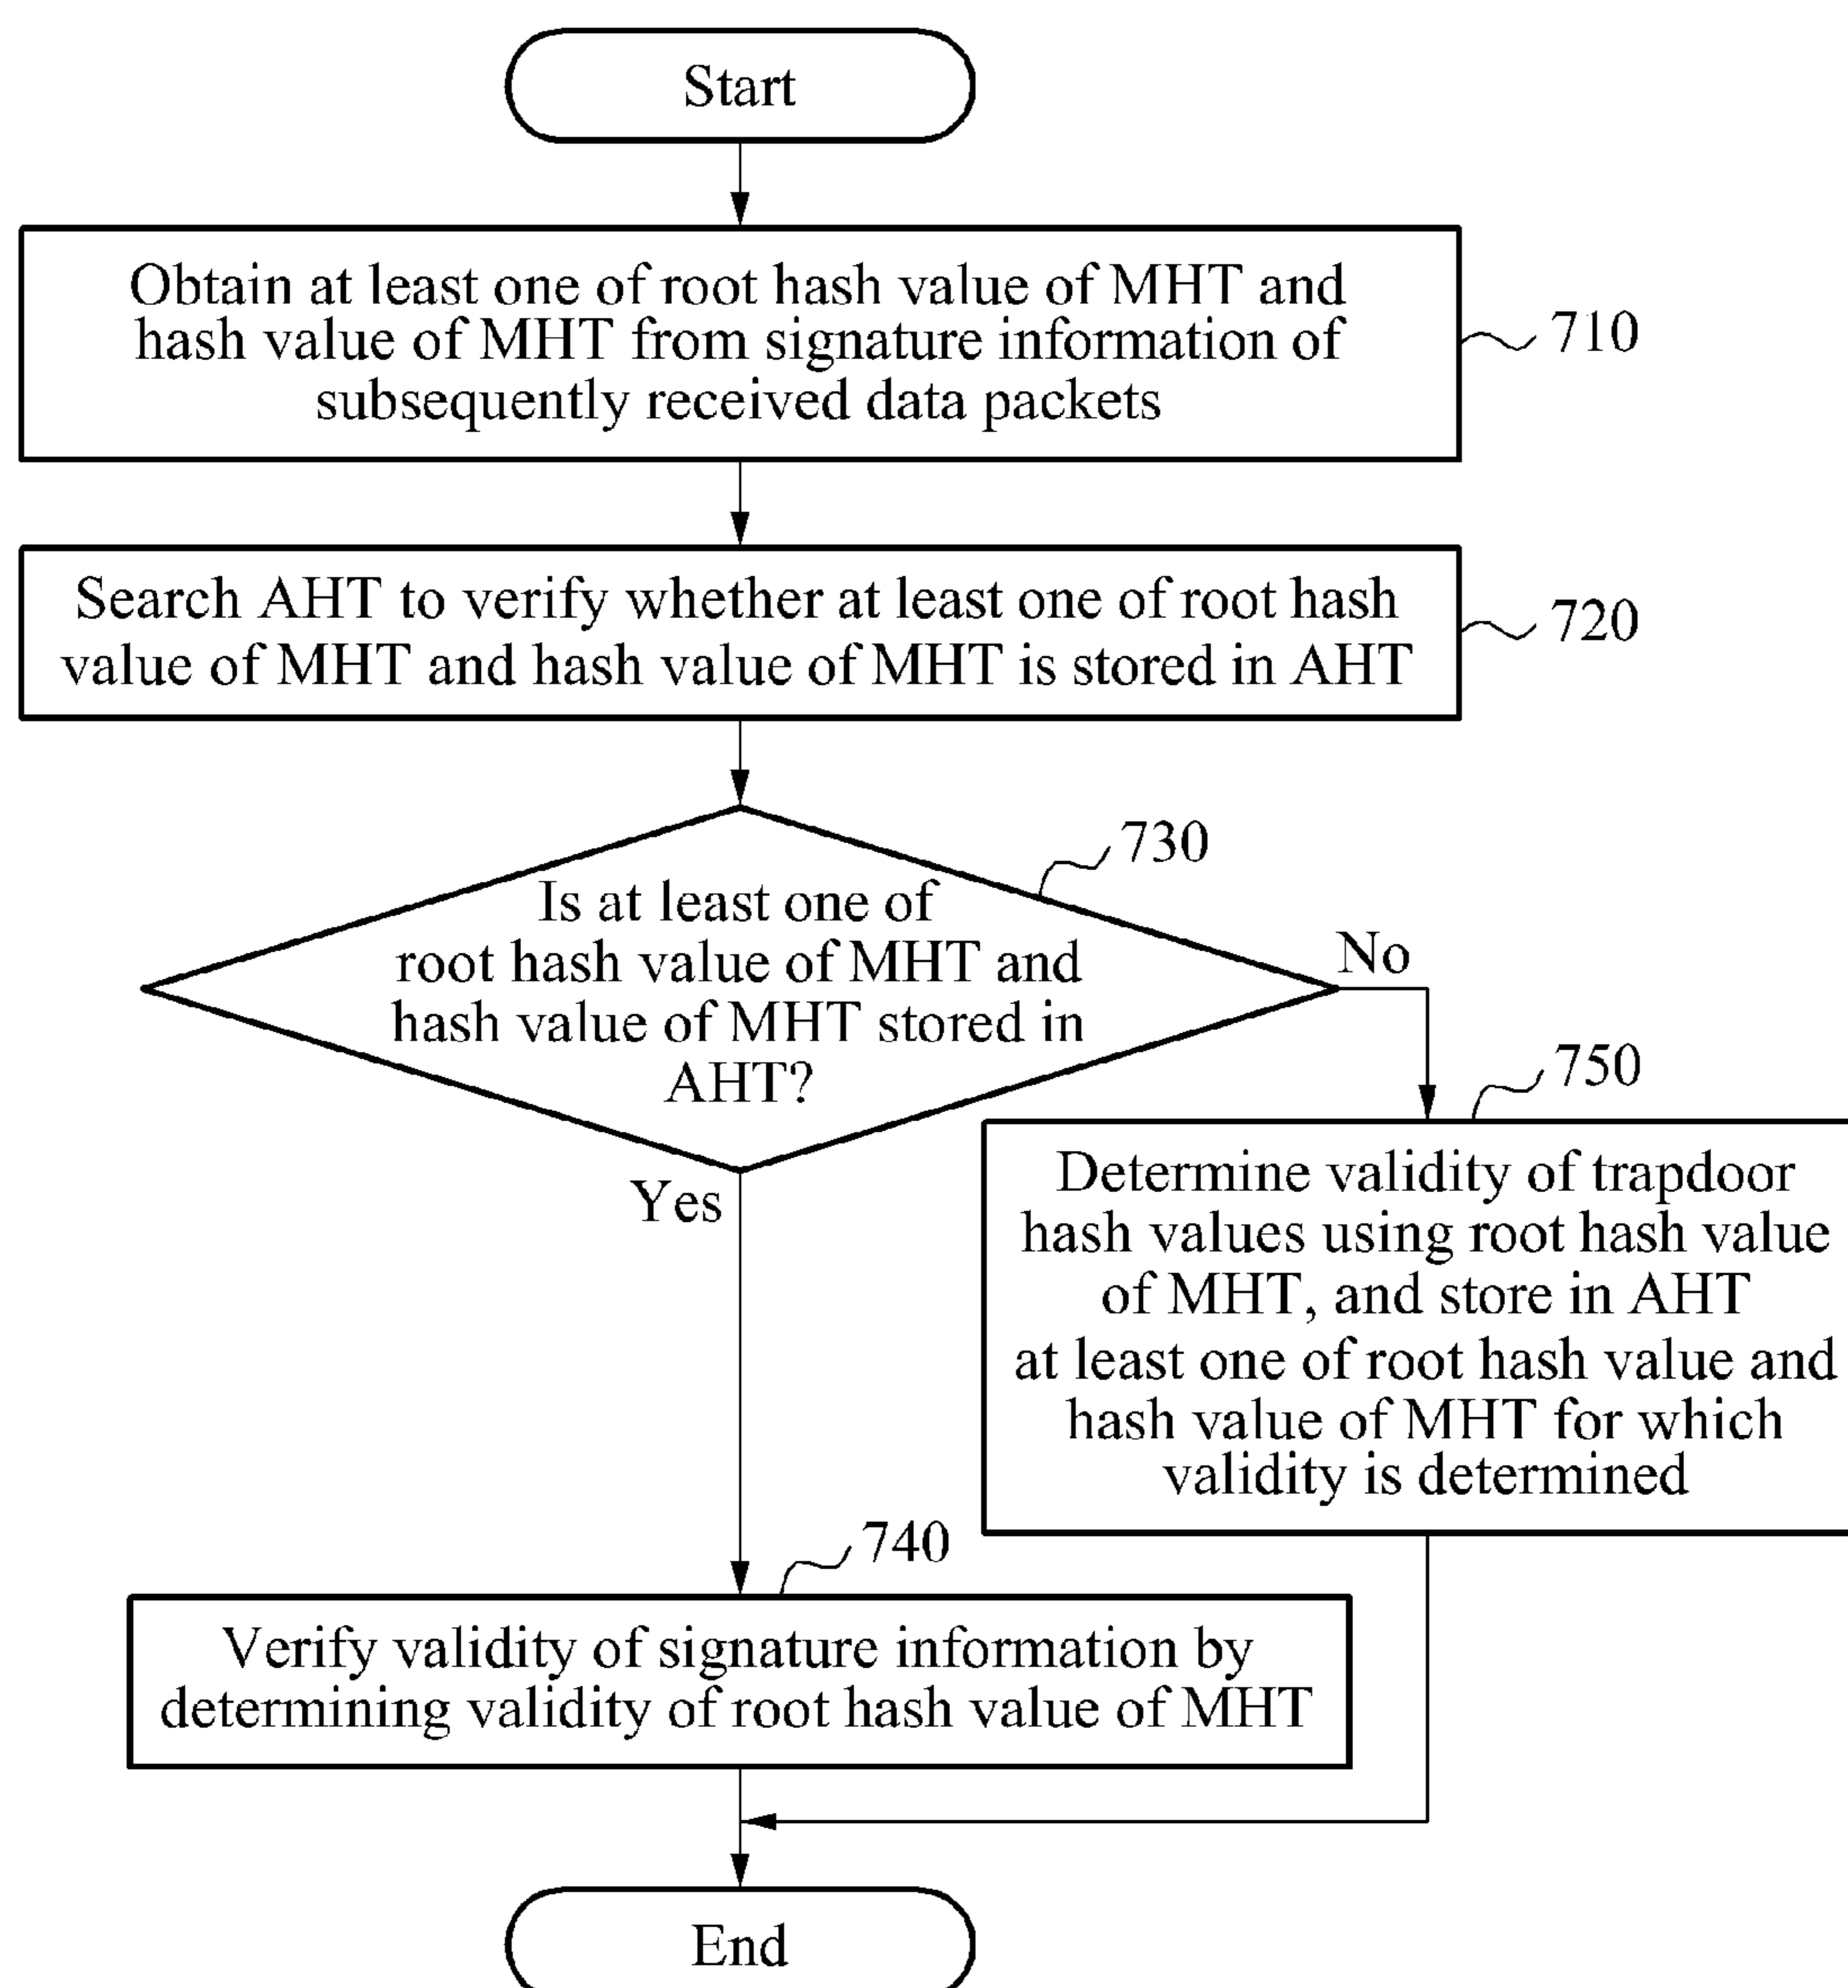 Start
Obtain at least one of root hash value of MHT and
hash value of MHT from signature information of
subsequently received data packets
710
Search AHT to verify whether at least one of root hash
value of MHT and hash value of MHT is stored in AHT
720
730
Is at least one of
root hash value of MHT and
hash value of MHT stored in
AHT?
No
Yes
750
Determine validity of trapdoor
hash values using root hash value
of MHT, and store in AHT
at least one of root hash value and
hash value of MHT for which
validity is determined
740
Verify validity of signature information by
determining validity of root hash value of MHT
End